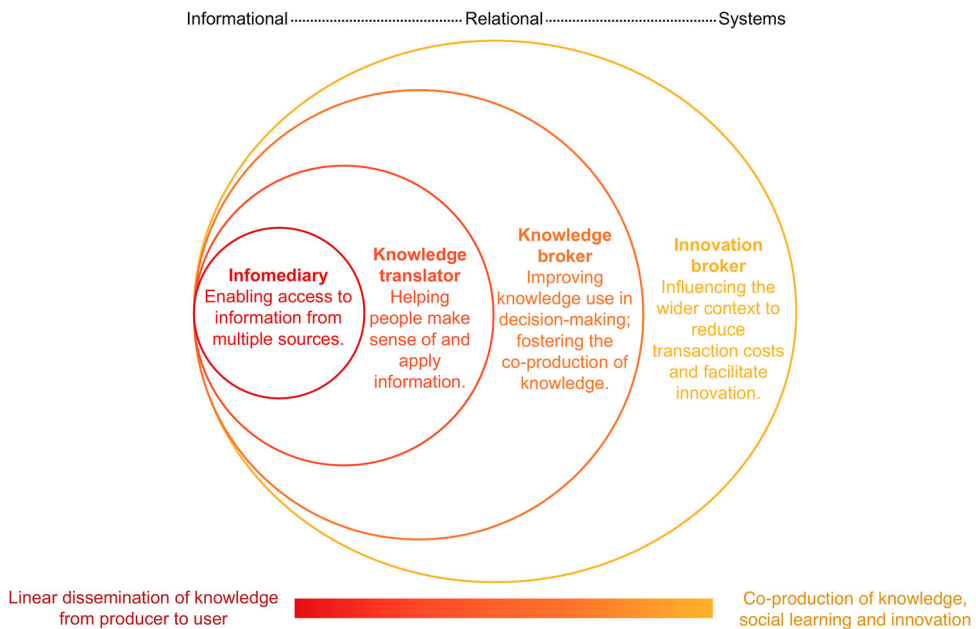 Informational Relational Systems
Infomediary
Enabling access to
information from
multiple sources.
Knowledge
translator
Helping
people make
sense of and
apply
information.
Knowledge
broker
Improving
knowledge use in
decision-making;
fostering the
co-production of
knowledge.
Innovation
broker
Influencing the
wider context to
reduce
transaction costs
and facilitate
innovation.
Linear dissemination of knowledge
from producer to user
Co-production of knowledge,
social learning and innovation